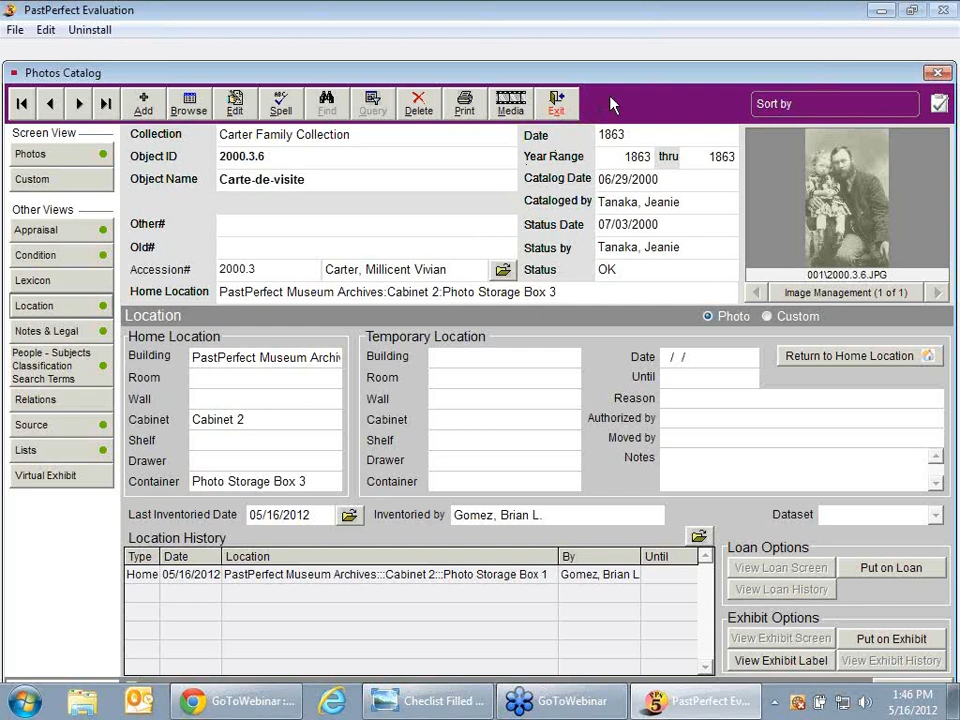 PastPerfect Evaluation
File Edit Uninstall
Photos Catalog
Add Browse Edit Spell Find Query Delete Print Media Exit
Sort by
Screen View
Photos
Custom
Other Views
Appraisal
Condition
Lexicon
Location
Notes & Legal
People - Subjects
Classification
Search Terms
Relations
Source
Lists
Virtual Exhibit
Collection Carter Family Collection
Object ID 2000.3.6
Object Name Carte-de-visite
Other#
Old#
Accession# 2000.3 Carter, Millicent Vivian
Home Location PastPerfect Museum Archives:Cabinet 2:Photo Storage Box 3
Date 1863
Year Range 1863 thru 1863
Catalog Date 06/29/2000
Cataloged by Tanaka, Jeanie
Status Date 07/03/2000
Status by Tanaka, Jeanie
Status OK
001\2000.3.6.JPG
Image Management (1 of 1)
Location
Photo Custom
Home Location
Building PastPerfect Museum Archi
Room
Wall
Cabinet Cabinet 2
Shelf
Drawer
Container Photo Storage Box 3
Temporary Location
Building
Room
Wall
Cabinet
Shelf
Drawer
Container
Date / /
Until
Reason
Authorized by
Moved by
Notes
Return to Home Location
Last Inventoried Date 05/16/2012 Inventoried by Gomez, Brian L. Dataset
Location History
Type Date Location By Until
Home 05/16/2012 PastPerfect Museum Archives:::Cabinet 2:::Photo Storage Box 1 Gomez, Brian L
Loan Options
View Loan Screen Put on Loan
View Loan History
Exhibit Options
View Exhibit Screen Put on Exhibit
View Exhibit Label View Exhibit History
GoToWebinar :... Checlist Filled ... GoToWebinar PastPerfect Ev...
1:46 PM
5/16/2012